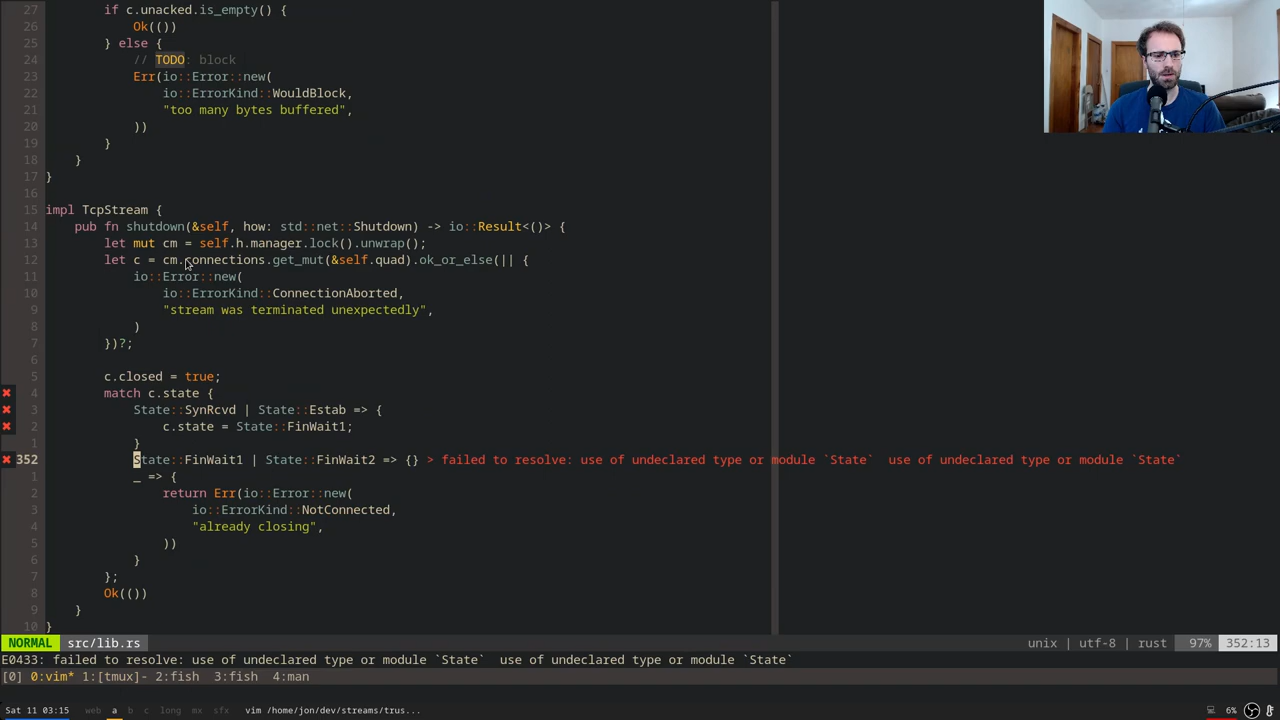 27         if c.unacked.is_empty() {
26             Ok(())
25         } else {
24             // TODO: block
23             Err(io::Error::new(
22                 io::ErrorKind::WouldBlock,
21                 "too many bytes buffered",
20             ))
19         }
18     }
17 }
16
15 impl TcpStream {
14     pub fn shutdown(&self, how: std::net::Shutdown) -> io::Result<()> {
13         let mut cm = self.h.manager.lock().unwrap();
12         let c = cm.connections.get_mut(&self.quad).ok_or_else(|| {
11             io::Error::new(
10                 io::ErrorKind::ConnectionAborted,
9                 "stream was terminated unexpectedly",
8             )
7         })?;
6
5         c.closed = true;
4         match c.state {
3             State::SynRcvd | State::Estab => {
2                 c.state = State::FinWait1;
1             }
352             State::FinWait1 | State::FinWait2 => {} > failed to resolve: use of undeclared type or module `State`  use of undeclared type or module `State`
1             _ => {
2                 return Err(io::Error::new(
3                     io::ErrorKind::NotConnected,
4                     "already closing",
5                 ))
6             }
7         };
8         Ok(())
9     }
10 }
NORMAL src/lib.rs unix | utf-8 | rust 97% 352:13
E0433: failed to resolve: use of undeclared type or module `State`  use of undeclared type or module `State`
[0] 0:vim* 1:[tmux]- 2:fish  3:fish  4:man
Sat 11 03:15 web a b c long mx sfx vim /home/jon/dev/streams/trus... 6%